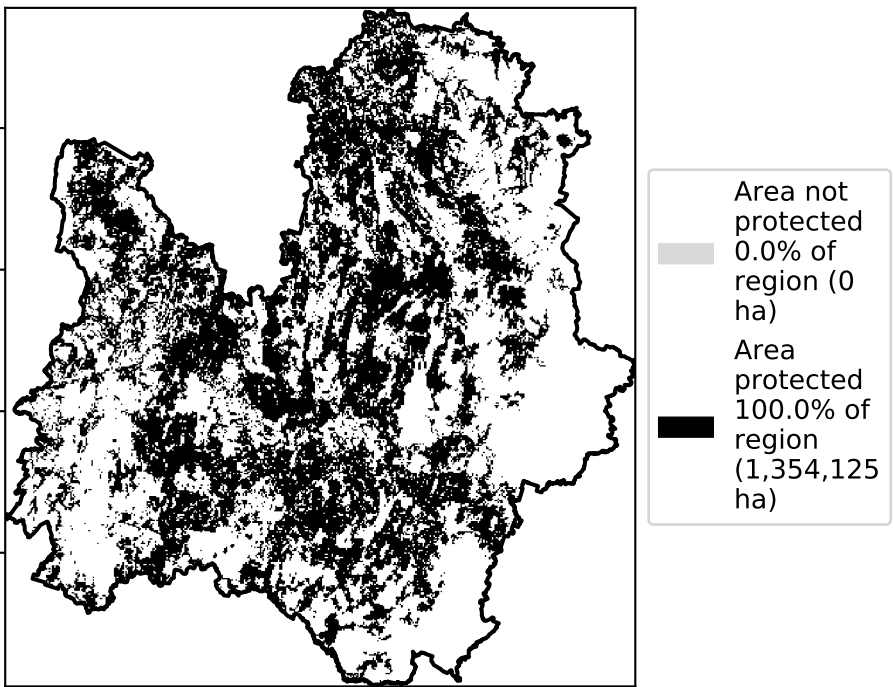 Area not
protected
0.0% of
region (0
ha)
Area
protected
100.0% of
region
(1,354,125
ha)